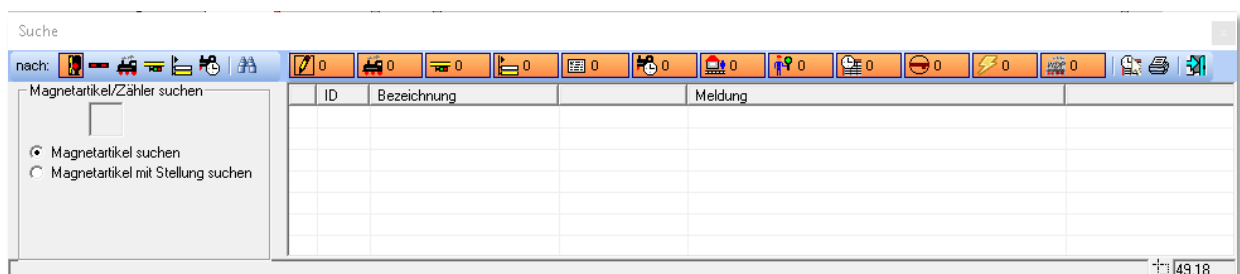 Suche
x
nach: 0 0 0 0 0 0 0 0 0 0 0 0
Magnetartikel/Zähler suchen
ID Bezeichnung Meldung
Magnetartikel suchen
Magnetartikel mit Stellung suchen
49,18